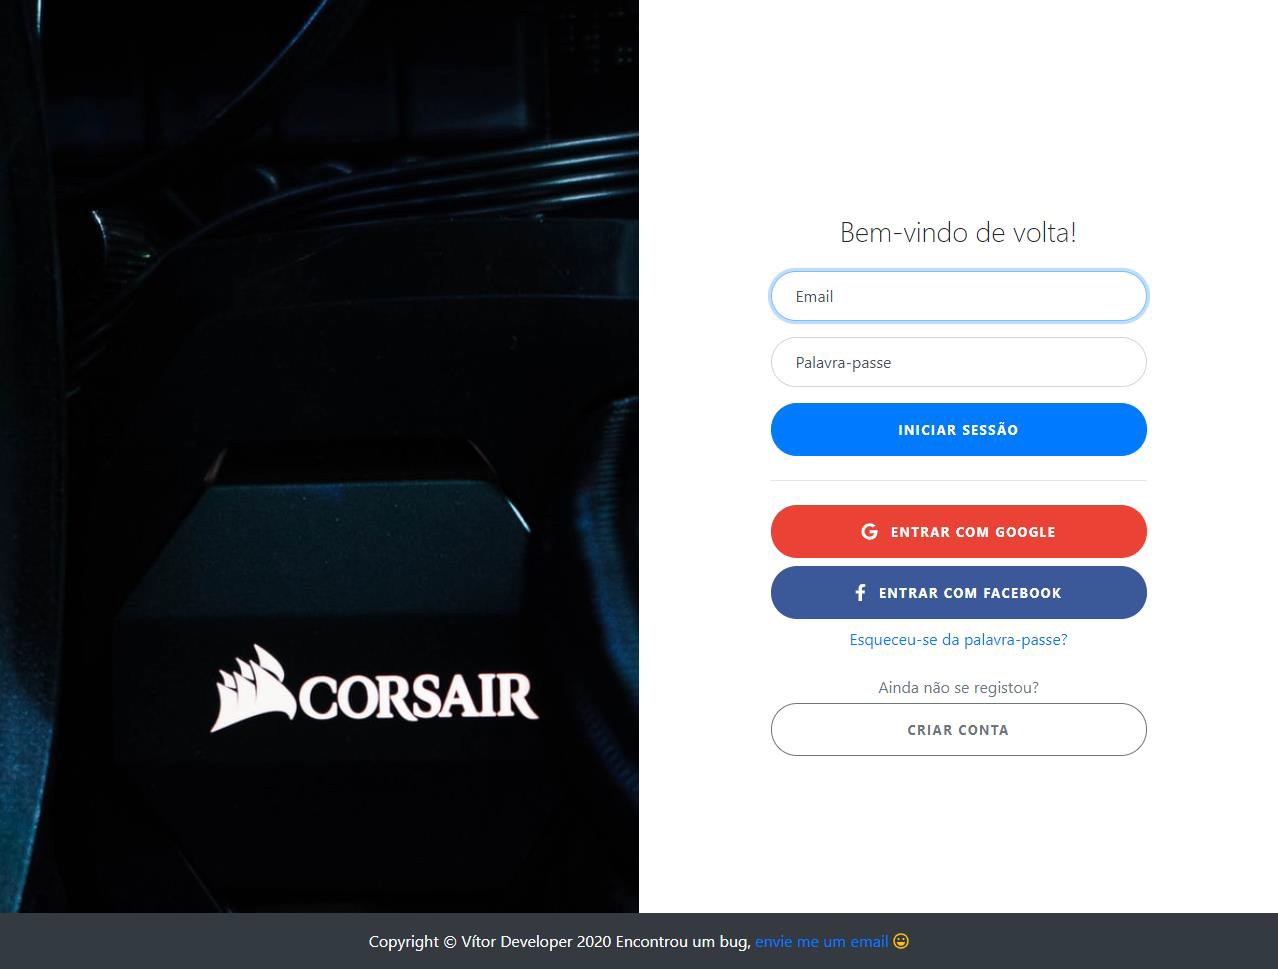 Bem-vindo de volta!
Email
Palavra-passe
INICIAR SESSÃO
ENTRAR COM GOOGLE
ENTRAR COM FACEBOOK
Esqueceu-se da palavra-passe?
Ainda não se registou?
CRIAR CONTA
CORSAIR
Copyright © Vítor Developer 2020 Encontrou um bug, envie me um email